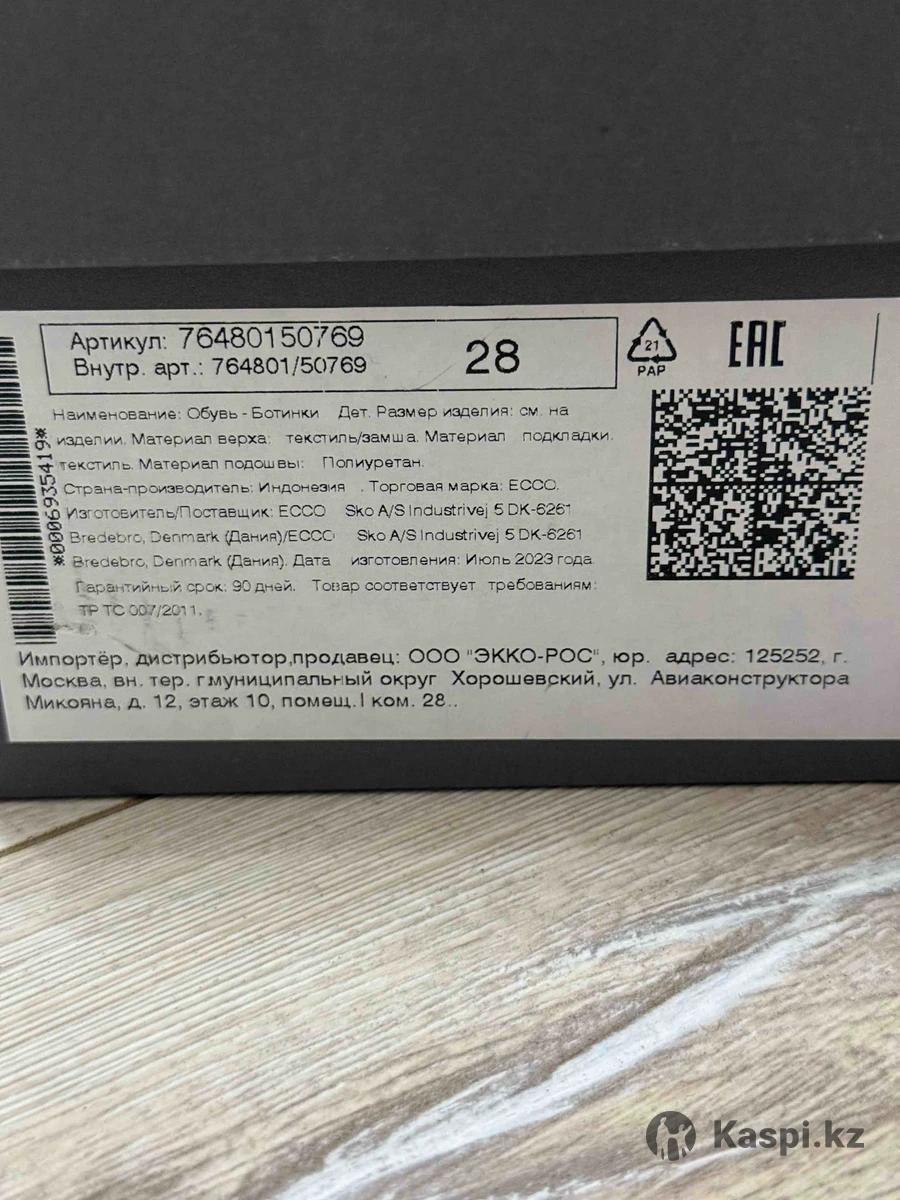 Артикул: 76480150769
Внутр. арт.: 764801/50769
28
21
PAP
EAC
*0006935419*
Наименование: Обувь - Ботинки Дет. Размер изделия: см. на
изделии. Материал верха: текстиль/замша. Материал подкладки:
текстиль. Материал подошвы: Полиуретан.
Страна-производитель: Индонезия . Торговая марка: ECCO.
Изготовитель/Поставщик: ECCO Sko A/S Industrivej 5 DK-6261
Bredebro, Denmark (Дания)/ECCO Sko A/S Industrivej 5 DK-6261
Bredebro, Denmark (Дания). Дата изготовления: Июль 2023 года.
Гарантийный срок: 90 дней. Товар соответствует требованиям:
ТР ТС 007/2011.
Импортёр, дистрибьютор,продавец: ООО "ЭККО-РОС", юр. адрес: 125252, г.
Москва, вн. тер. г.муниципальный округ Хорошевский, ул. Авиаконструктора
Микояна, д. 12, этаж 10, помещ.I ком. 28..
Kaspi.kz